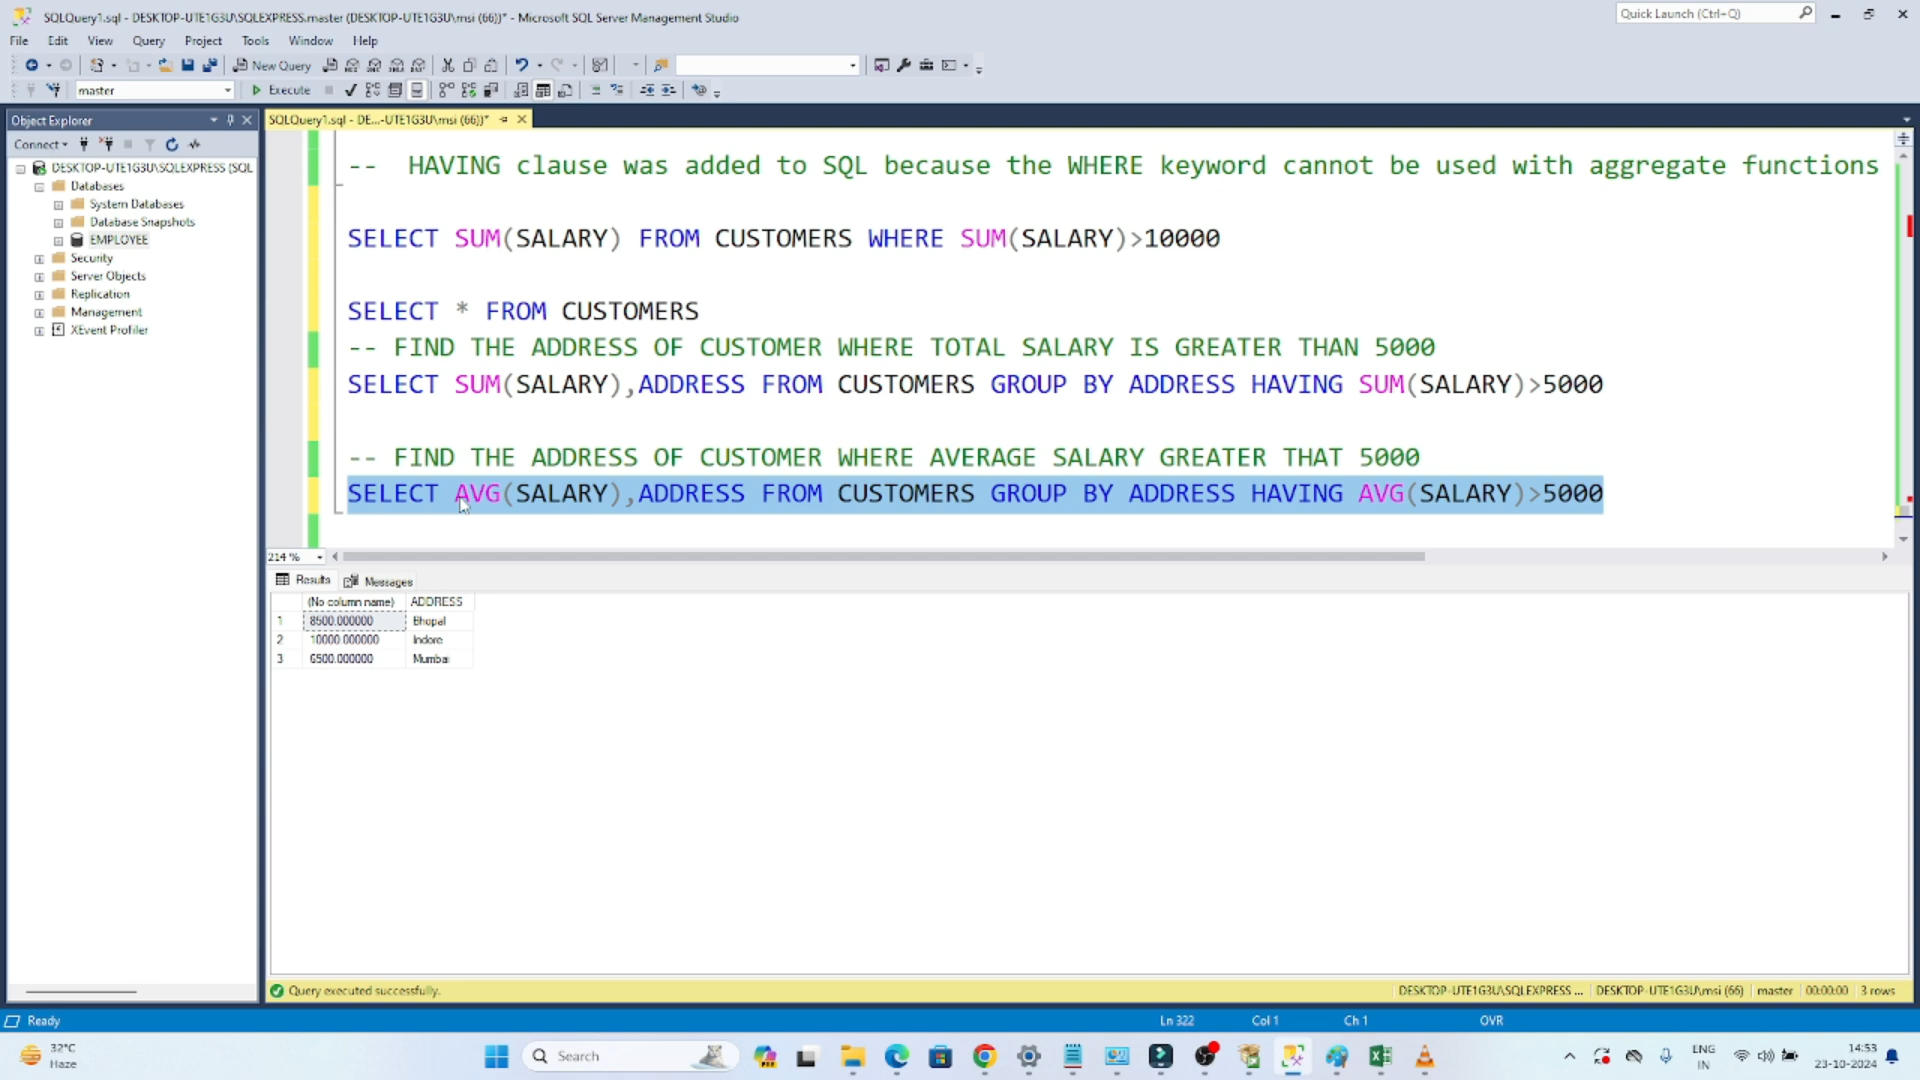 SQLQuery1.sql - DESKTOP-UTE1G3U\SQLEXPRESS.master (DESKTOP-UTE1G3U\msi (66))* - Microsoft SQL Server Management Studio
Quick Launch (Ctrl+Q)
File Edit View Query Project Tools Window Help
New Query
master
Execute
Object Explorer
SQLQuery1.sql - DE...-UTE1G3U\msi (66))*
Connect
DESKTOP-UTE1G3U\SQLEXPRESS (SQL
Databases
System Databases
Database Snapshots
EMPLOYEE
Security
Server Objects
Replication
Management
XEvent Profiler
-- HAVING clause was added to SQL because the WHERE keyword cannot be used with aggregate functions
SELECT SUM(SALARY) FROM CUSTOMERS WHERE SUM(SALARY)>10000
SELECT * FROM CUSTOMERS
-- FIND THE ADDRESS OF CUSTOMER WHERE TOTAL SALARY IS GREATER THAN 5000
SELECT SUM(SALARY),ADDRESS FROM CUSTOMERS GROUP BY ADDRESS HAVING SUM(SALARY)>5000
-- FIND THE ADDRESS OF CUSTOMER WHERE AVERAGE SALARY GREATER THAT 5000
SELECT AVG(SALARY),ADDRESS FROM CUSTOMERS GROUP BY ADDRESS HAVING AVG(SALARY)>5000
214 %
Results Messages
(No column name) ADDRESS
1 8500.000000 Bhopal
2 10000.000000 Indore
3 6500.000000 Mumbai
Query executed successfully.
DESKTOP-UTE1G3U\SQLEXPRESS ... DESKTOP-UTE1G3U\msi (66) master 00:00:00 3 rows
Ready
Ln 322 Col 1 Ch 1 OVR
32°C
Haze
Search
ENG
IN
14:53
23-10-2024